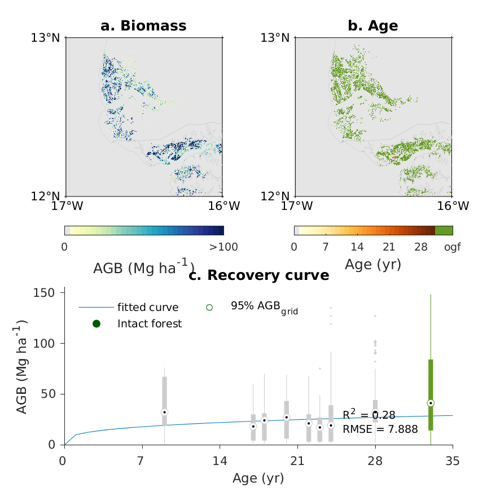 a. Biomass
b. Age
13°N
12°N
17°W
16°W
13°N
12°N
17°W
16°W
0
>100
AGB (Mg ha⁻¹)
0 7 14 21 28 ogf
Age (yr)
c. Recovery curve
AGB (Mg ha⁻¹)
150
100
50
0
fitted curve
Intact forest
95% AGB_grid
R² = 0.28
RMSE = 7.888
0 7 14 21 28 35
Age (yr)